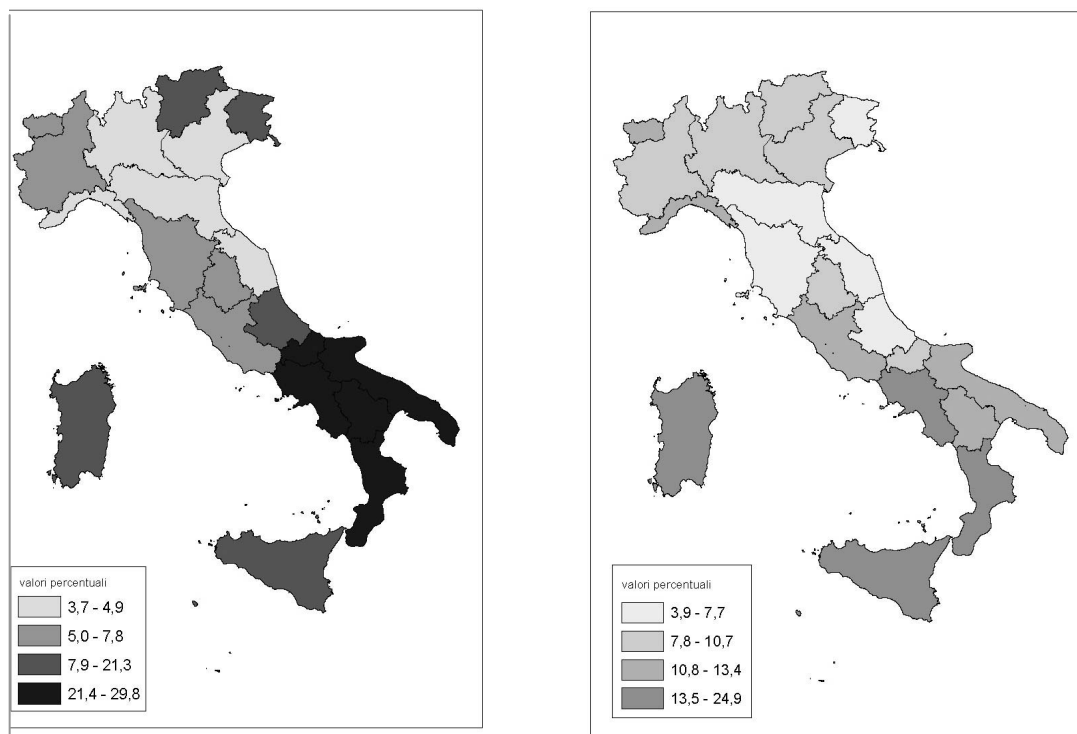 valori percentuali
3,7 - 4,9
5,0 - 7,8
7,9 - 21,3
21,4 - 29,8
valori percentuali
3,9 - 7,7
7,8 - 10,7
10,8 - 13,4
13,5 - 24,9